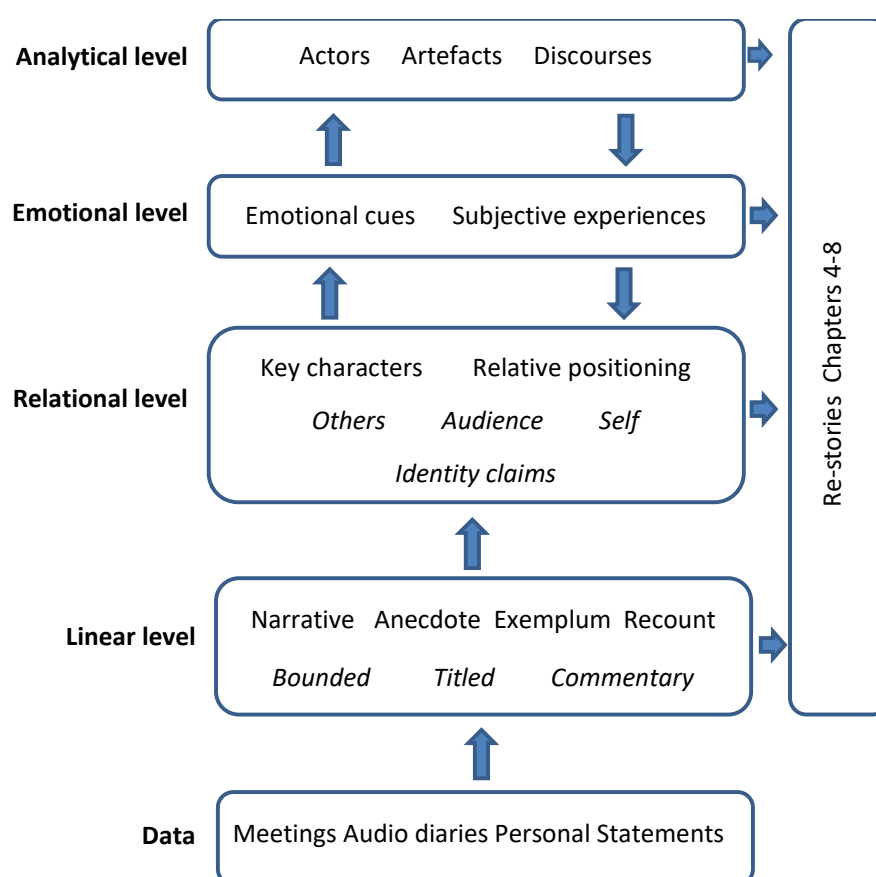 Analytical level
Actors Artefacts Discourses
Emotional level
Emotional cues Subjective experiences
Relational level
Key characters Relative positioning
Others Audience Self
Identity claims
Linear level
Narrative Anecdote Exemplum Recount
Bounded Titled Commentary
Data
Meetings Audio diaries Personal Statements
Re-stories Chapters 4-8